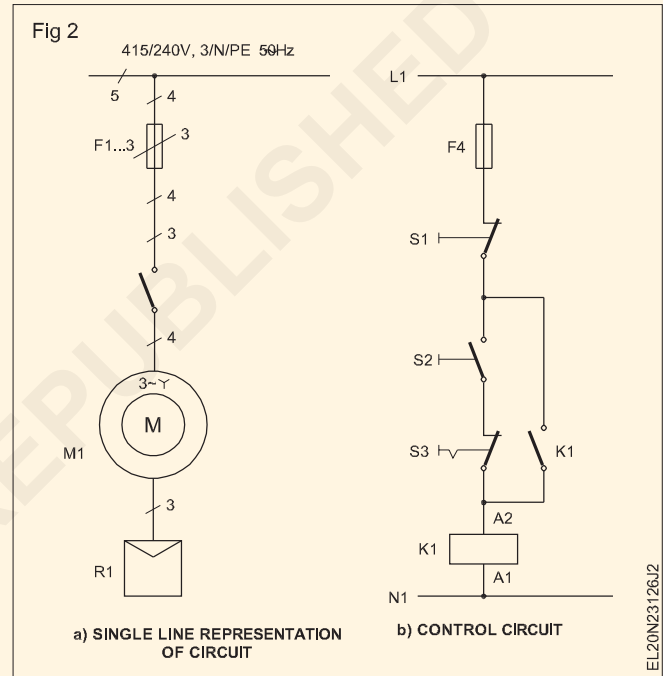 Fig 2
415/240V, 3/N/PE 50Hz
5
4
F1...3
3
4
3
4
3~
M
M1
3
R1
a) SINGLE LINE REPRESENTATION
OF CIRCUIT
L1
F4
S1
S2
S3
K1
A2
K1
A1
N1
b) CONTROL CIRCUIT
EL20N23126J2
REPUBLISHED